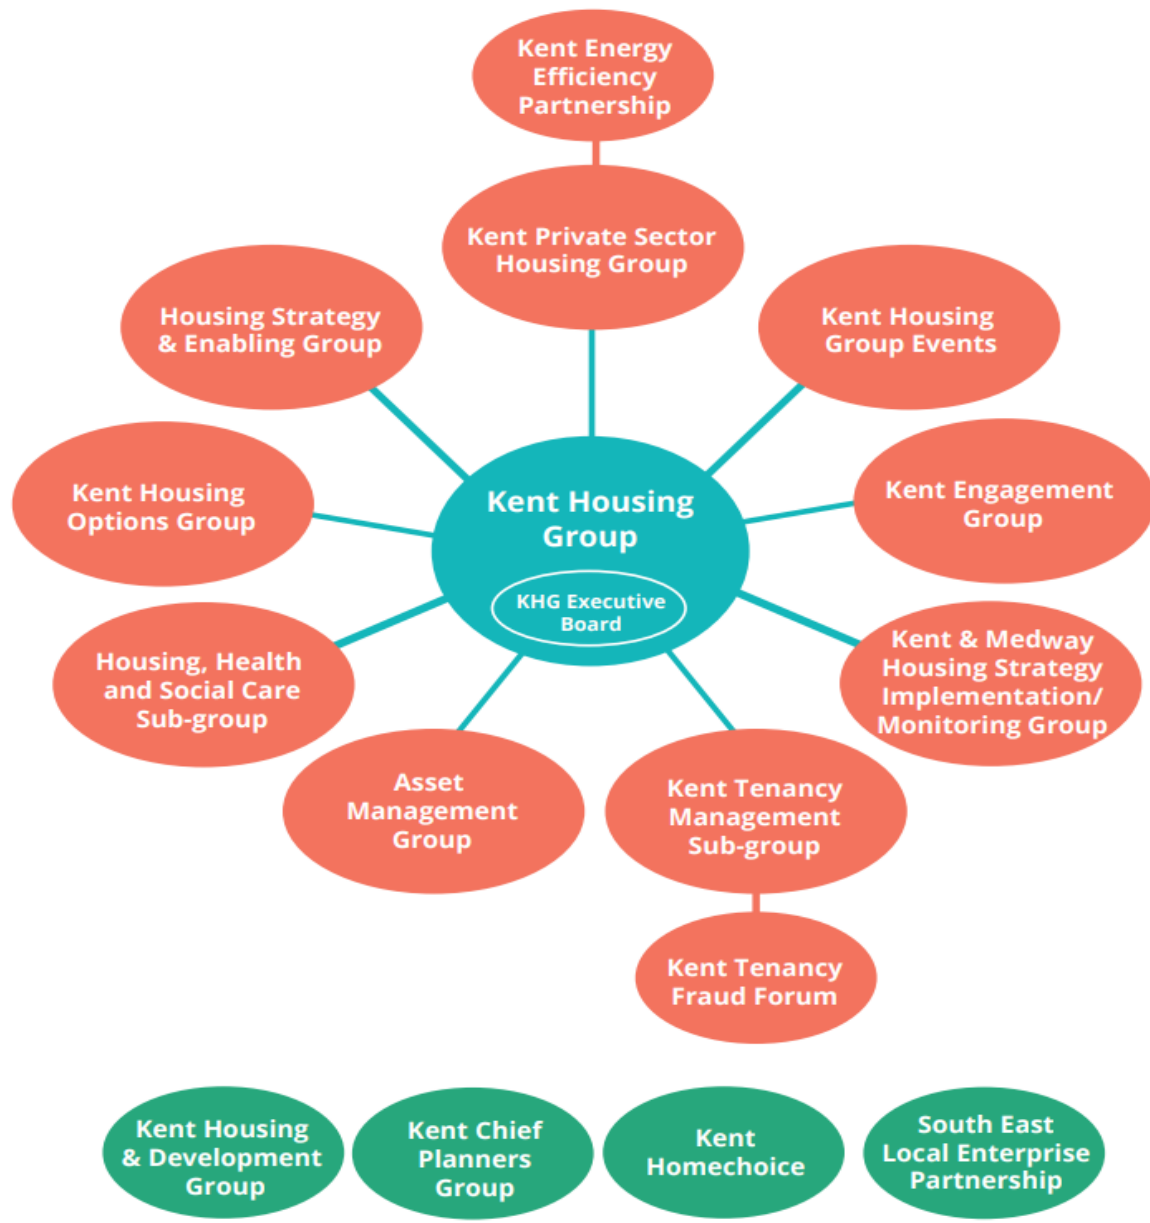 Kent Energy
Efficiency
Partnership
Kent Private Sector
Housing Group
Housing Strategy
& Enabling Group
Kent Housing
Group Events
Kent Housing
Options Group
Kent Engagement
Group
Kent Housing
Group
KHG Executive
Board
Housing, Health
and Social Care
Sub-group
Kent & Medway
Housing Strategy
Implementation/
Monitoring Group
Asset
Management
Group
Kent Tenancy
Management
Sub-group
Kent Tenancy
Fraud Forum
Kent Housing
& Development
Group
Kent Chief
Planners
Group
Kent
Homechoice
South East
Local Enterprise
Partnership